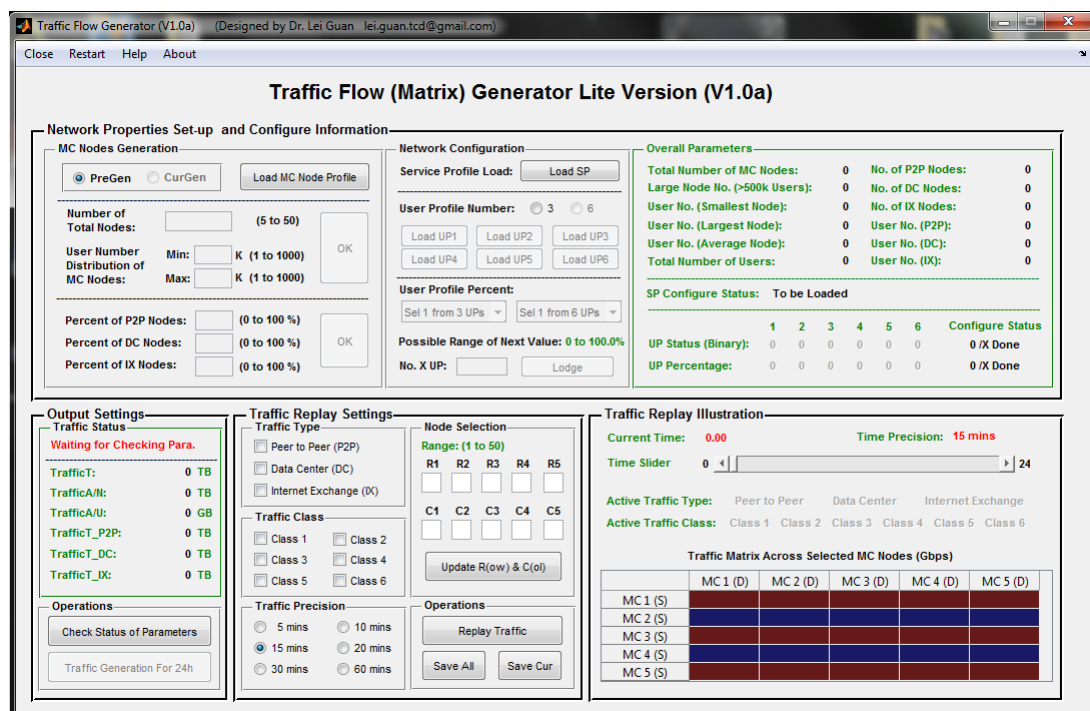 Traffic Flow Generator (V1.0a) (Designed by Dr. Lei Guan lei.guan.tcd@gmail.com)
Close Restart Help About
Traffic Flow (Matrix) Generator Lite Version (V1.0a)
Network Properties Set-up and Configure Information
MC Nodes Generation
PreGen CurGen Load MC Node Profile
Number of
Total Nodes: (5 to 50)
User Number
Distribution of
MC Nodes:
Min: K (1 to 1000)
Max: K (1 to 1000)
OK
Percent of P2P Nodes: (0 to 100 %)
Percent of DC Nodes: (0 to 100 %)
Percent of IX Nodes: (0 to 100 %)
OK
Network Configuration
Service Profile Load: Load SP
User Profile Number: 3 6
Load UP1 Load UP2 Load UP3
Load UP4 Load UP5 Load UP6
User Profile Percent:
Sel 1 from 3 UPs Sel 1 from 6 UPs
Possible Range of Next Value: 0 to 100.0%
No. X UP: Lodge
Overall Parameters
Total Number of MC Nodes: 0 No. of P2P Nodes: 0
Large Node No. (>500k Users): 0 No. of DC Nodes: 0
User No. (Smallest Node): 0 No. of IX Nodes: 0
User No. (Largest Node): 0 User No. (P2P): 0
User No. (Average Node): 0 User No. (DC): 0
Total Number of Users: 0 User No. (IX): 0
SP Configure Status: To be Loaded
1 2 3 4 5 6 Configure Status
UP Status (Binary): 0 0 0 0 0 0 0 /X Done
UP Percentage: 0 0 0 0 0 0 0 /X Done
Output Settings
Traffic Status
Waiting for Checking Para.
TrafficT: 0 TB
TrafficA/N: 0 TB
TrafficA/U: 0 GB
TrafficT_P2P: 0 TB
TrafficT_DC: 0 TB
TrafficT_IX: 0 TB
Operations
Check Status of Parameters
Traffic Generation For 24h
Traffic Replay Settings
Traffic Type
Peer to Peer (P2P)
Data Center (DC)
Internet Exchange (IX)
Traffic Class
Class 1 Class 2
Class 3 Class 4
Class 5 Class 6
Traffic Precision
5 mins 10 mins
15 mins 20 mins
30 mins 60 mins
Node Selection
Range: (1 to 50)
R1 R2 R3 R4 R5
C1 C2 C3 C4 C5
Update R(ow) & C(ol)
Operations
Replay Traffic
Save All Save Cur
Traffic Replay Illustration
Current Time: 0.00 Time Precision: 15 mins
Time Slider 0 24
Active Traffic Type: Peer to Peer Data Center Internet Exchange
Active Traffic Class: Class 1 Class 2 Class 3 Class 4 Class 5 Class 6
Traffic Matrix Across Selected MC Nodes (Gbps)
MC 1 (D) MC 2 (D) MC 3 (D) MC 4 (D) MC 5 (D)
MC 1 (S)
MC 2 (S)
MC 3 (S)
MC 4 (S)
MC 5 (S)